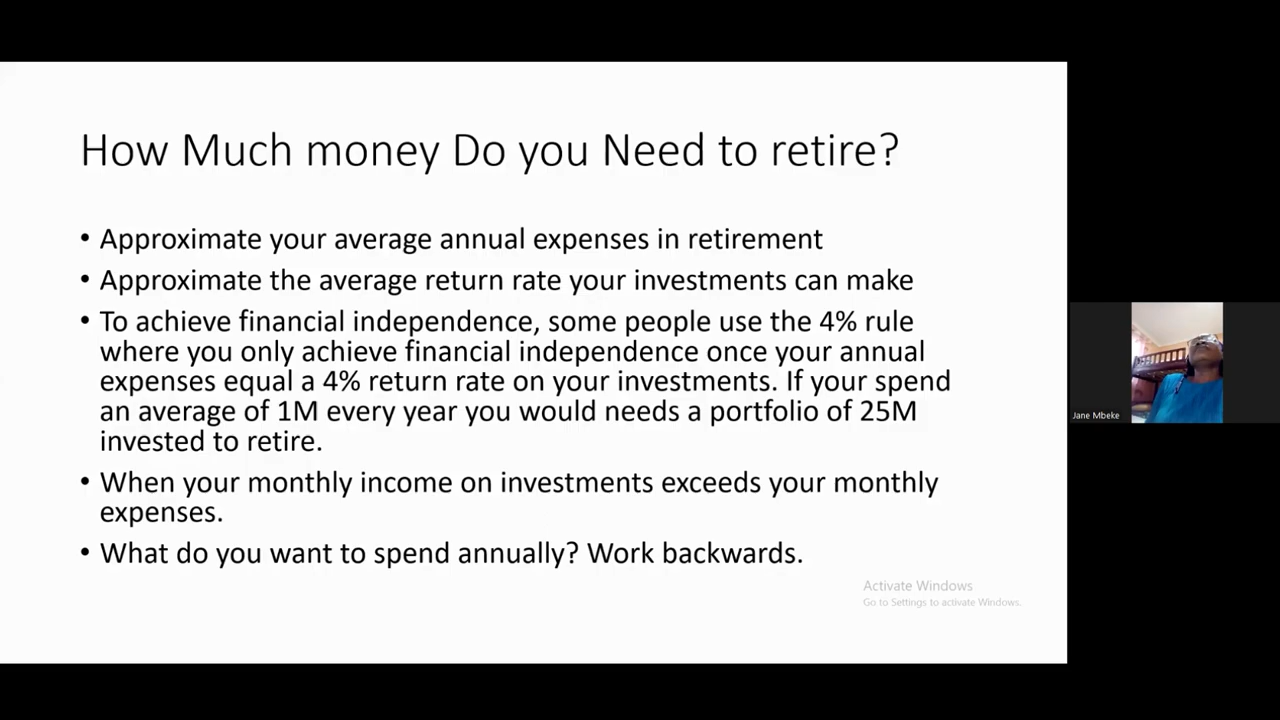 How Much money Do you Need to retire?
• Approximate your average annual expenses in retirement
• Approximate the average return rate your investments can make
• To achieve financial independence, some people use the 4% rule
where you only achieve financial independence once your annual
expenses equal a 4% return rate on your investments. If your spend
an average of 1M every year you would needs a portfolio of 25M
invested to retire.
• When your monthly income on investments exceeds your monthly
expenses.
• What do you want to spend annually? Work backwards.
Activate Windows
Go to Settings to activate Windows.
Jane Mbeke